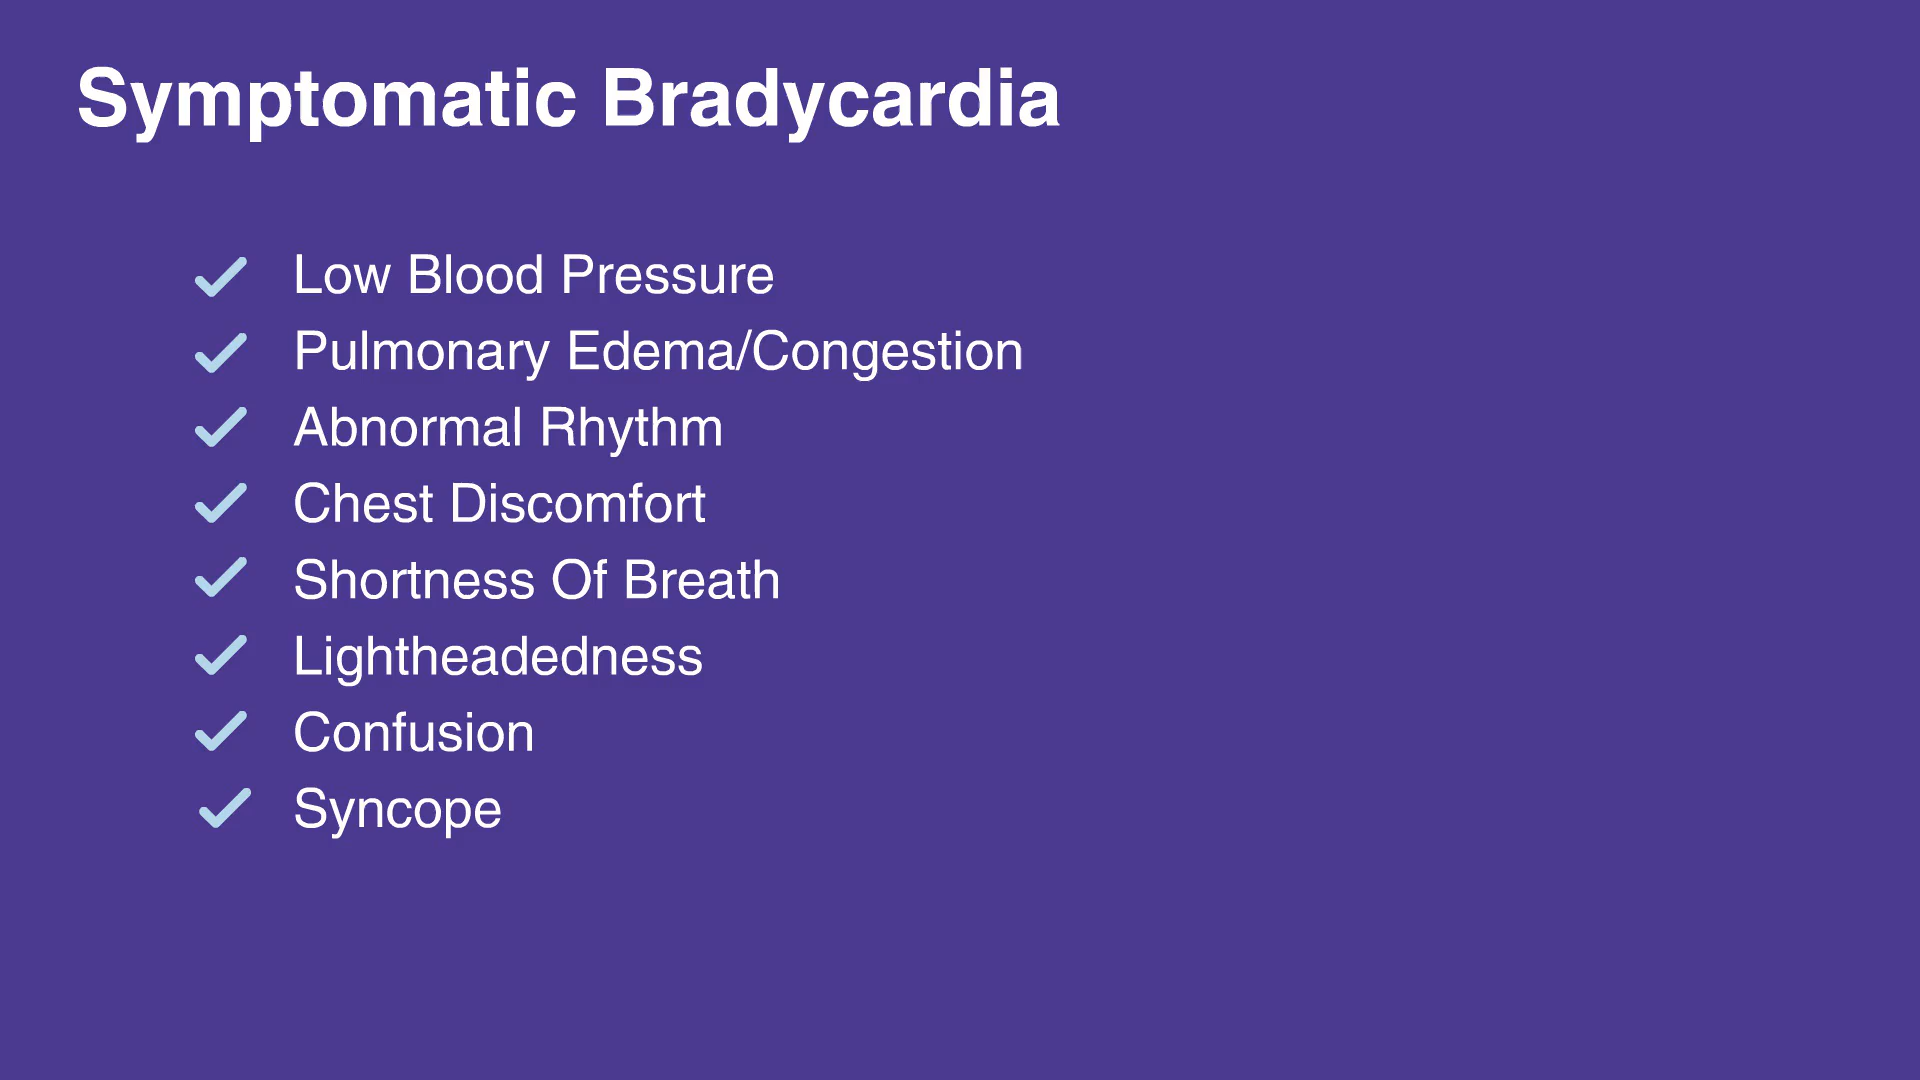 Symptomatic Bradycardia
Low Blood Pressure
Pulmonary Edema/Congestion
Abnormal Rhythm
Chest Discomfort
Shortness Of Breath
Lightheadedness
Confusion
Syncope